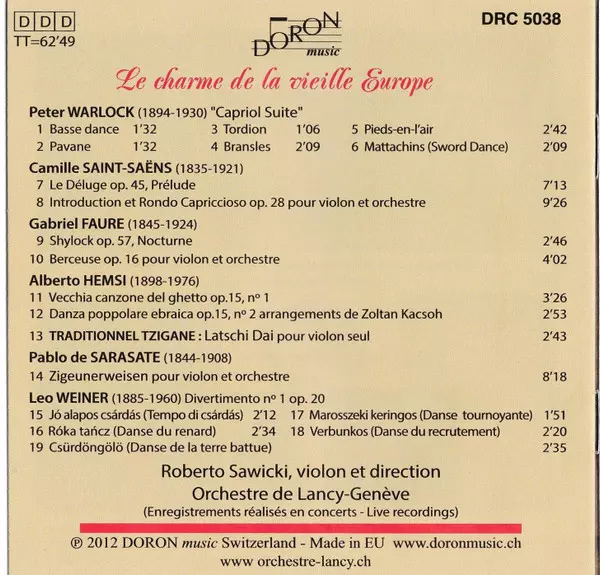 DDD
TT=62'49
DORON
music
DRC 5038
Le charme de la vieille Europe
Peter WARLOCK (1894-1930) "Capriol Suite"
1 Basse dance 1'32 3 Tordion 1'06 5 Pieds-en-l'air 2'42
2 Pavane 1'32 4 Bransles 2'09 6 Mattachins (Sword Dance) 2'09
Camille SAINT-SAËNS (1835-1921)
7 Le Déluge op. 45, Prélude 7'13
8 Introduction et Rondo Capriccioso op. 28 pour violon et orchestre 9'26
Gabriel FAURE (1845-1924)
9 Shylock op. 57, Nocturne 2'46
10 Berceuse op. 16 pour violon et orchestre 4'02
Alberto HEMSI (1898-1976)
11 Vecchia canzone del ghetto op.15, nº 1 3'26
12 Danza poppolare ebraica op.15, nº 2 arrangements de Zoltan Kacsoh 2'53
13 TRADITIONNEL TZIGANE : Latschi Dai pour violon seul 2'43
Pablo de SARASATE (1844-1908)
14 Zigeunerweisen pour violon et orchestre 8'18
Leo WEINER (1885-1960) Divertimento nº 1 op. 20
15 Jó alapos csárdás (Tempo di csárdás) 2'12 17 Marosszeki keringos (Danse tournoyante) 1'51
16 Róka tańcz (Danse du renard) 2'34 18 Verbunkos (Danse du recrutement) 2'20
19 Csürdöngölö (Danse de la terre battue) 2'35
Roberto Sawicki, violon et direction
Orchestre de Lancy-Genève
(Enregistrements réalisés en concerts - Live recordings)
℗ 2012 DORON music Switzerland - Made in EU www.doronmusic.ch
www.orchestre-lancy.ch